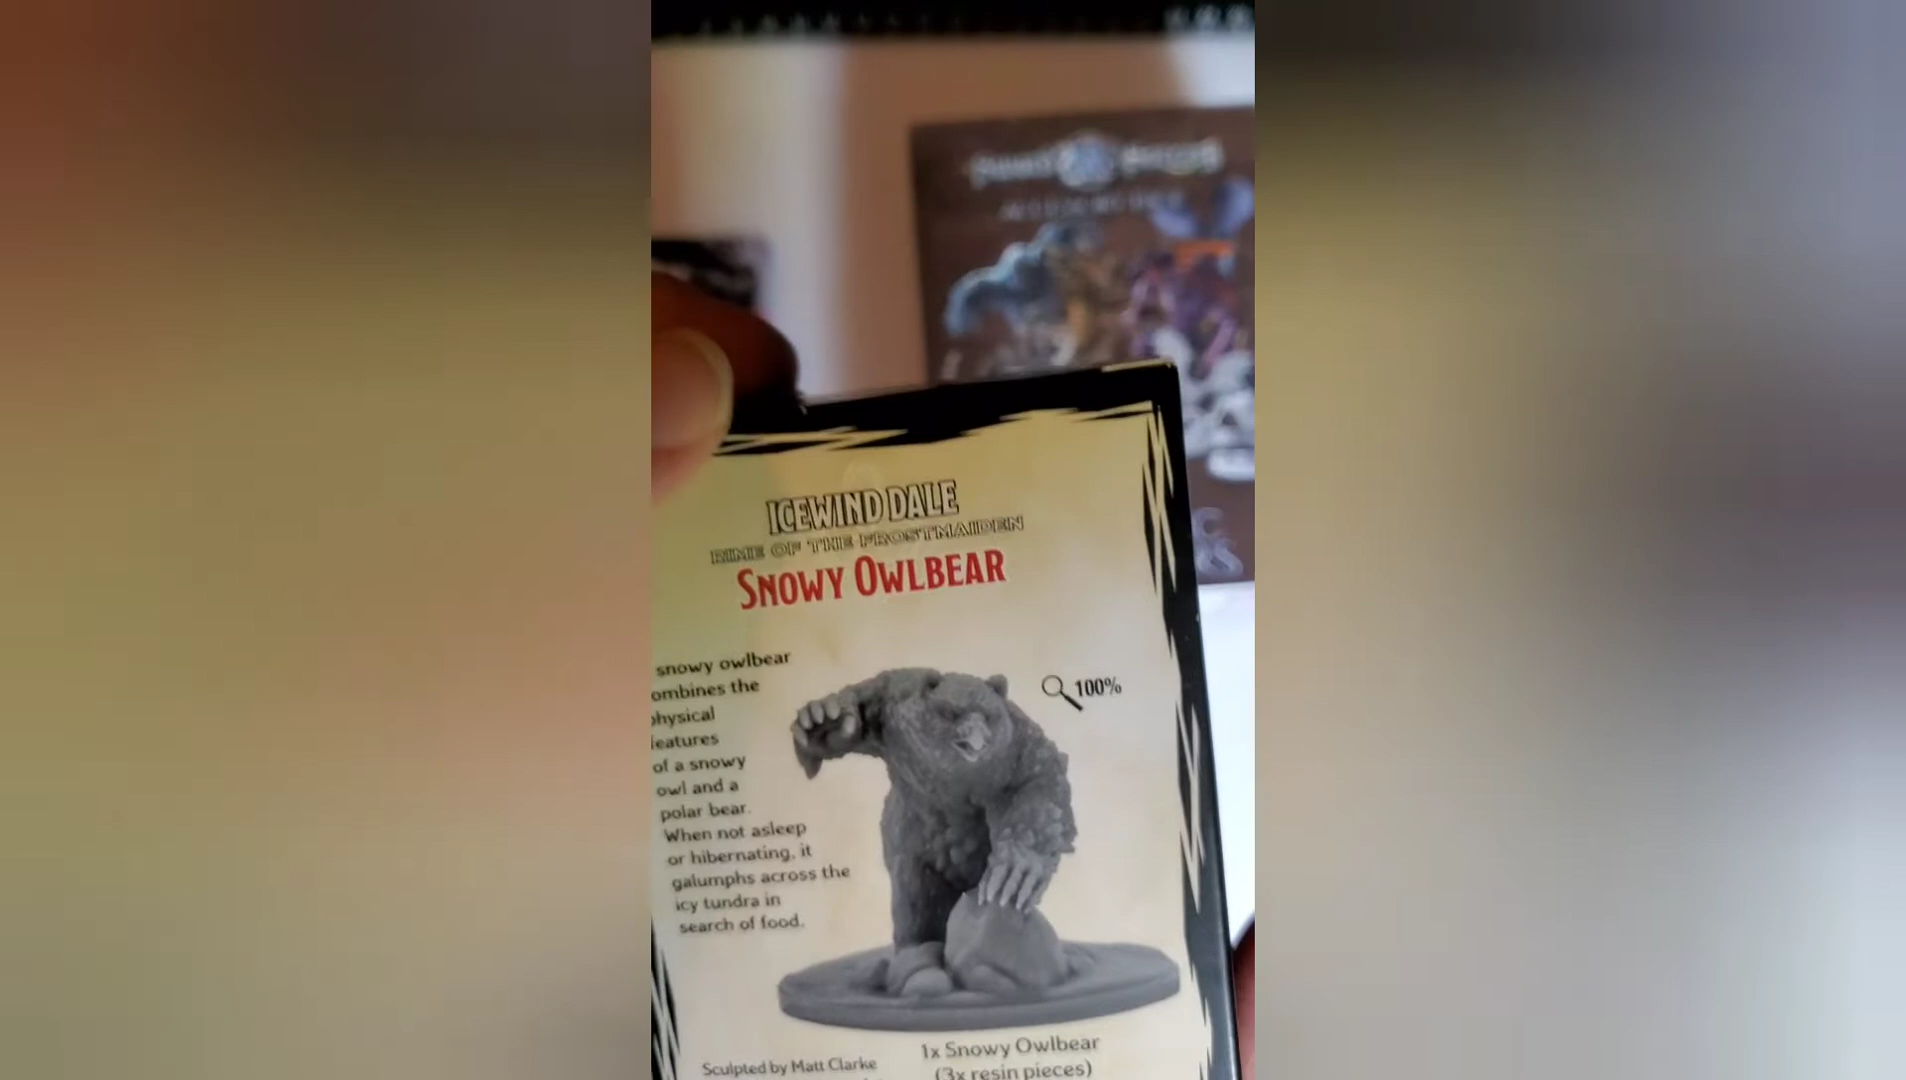 ICEWIND DALE
RIME OF THE FROSTMAIDEN
SNOWY OWLBEAR
snowy owlbear
ombines the
physical
features
of a snowy
owl and a
polar bear.
When not asleep
or hibernating, it
galumphs across the
icy tundra in
search of food.
100%
Sculpted by Matt Clarke
1x Snowy Owlbear
(3x resin pieces)